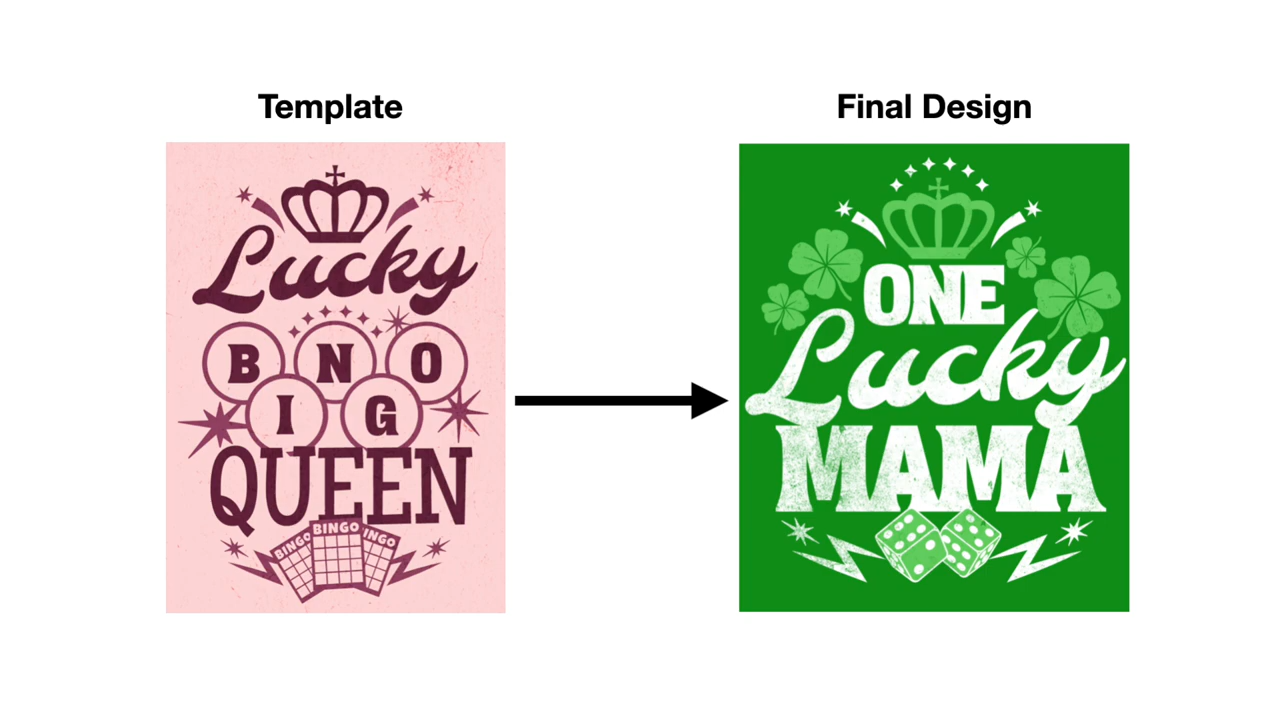 Template
Lucky
B N O
I G
QUEEN
BINGO BINGO INGO
Final Design
ONE
Lucky
MAMA